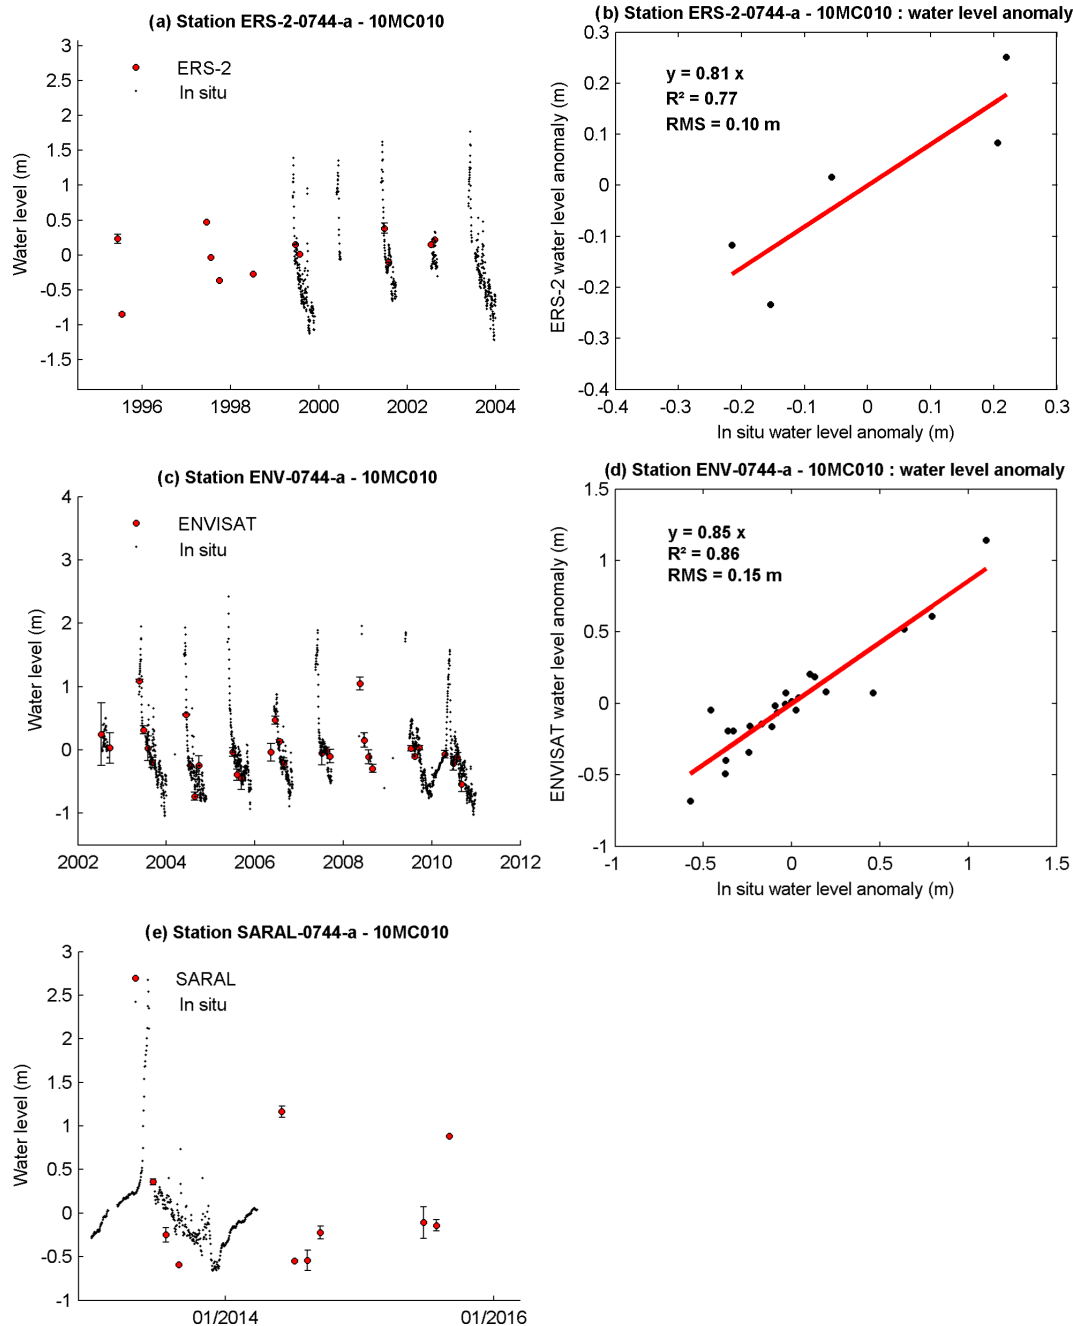 (a) Station ERS-2-0744-a - 10MC010
3
2.5
2
1.5
1
0.5
0
-0.5
-1
-1.5
Water level (m)
ERS-2
In situ
1996
1998
2000
2002
2004
(b) Station ERS-2-0744-a - 10MC010 : water level anomaly
0.3
0.2
0.1
0
-0.1
-0.2
-0.3
-0.4
ERS-2 water level anomaly (m)
y = 0.81 x
R² = 0.77
RMS = 0.10 m
-0.4
-0.3
-0.2
-0.1
0
0.1
0.2
0.3
In situ water level anomaly (m)
(c) Station ENV-0744-a - 10MC010
4
3
2
1
0
-1
Water level (m)
ENVISAT
In situ
2002
2004
2006
2008
2010
2012
(d) Station ENV-0744-a - 10MC010 : water level anomaly
1.5
1
0.5
0
-0.5
-1
ENVISAT water level anomaly (m)
y = 0.85 x
R² = 0.86
RMS = 0.15 m
-1
-0.5
0
0.5
1
1.5
In situ water level anomaly (m)
(e) Station SARAL-0744-a - 10MC010
3
2.5
2
1.5
1
0.5
0
-0.5
-1
Water level (m)
SARAL
In situ
01/2014
01/2016